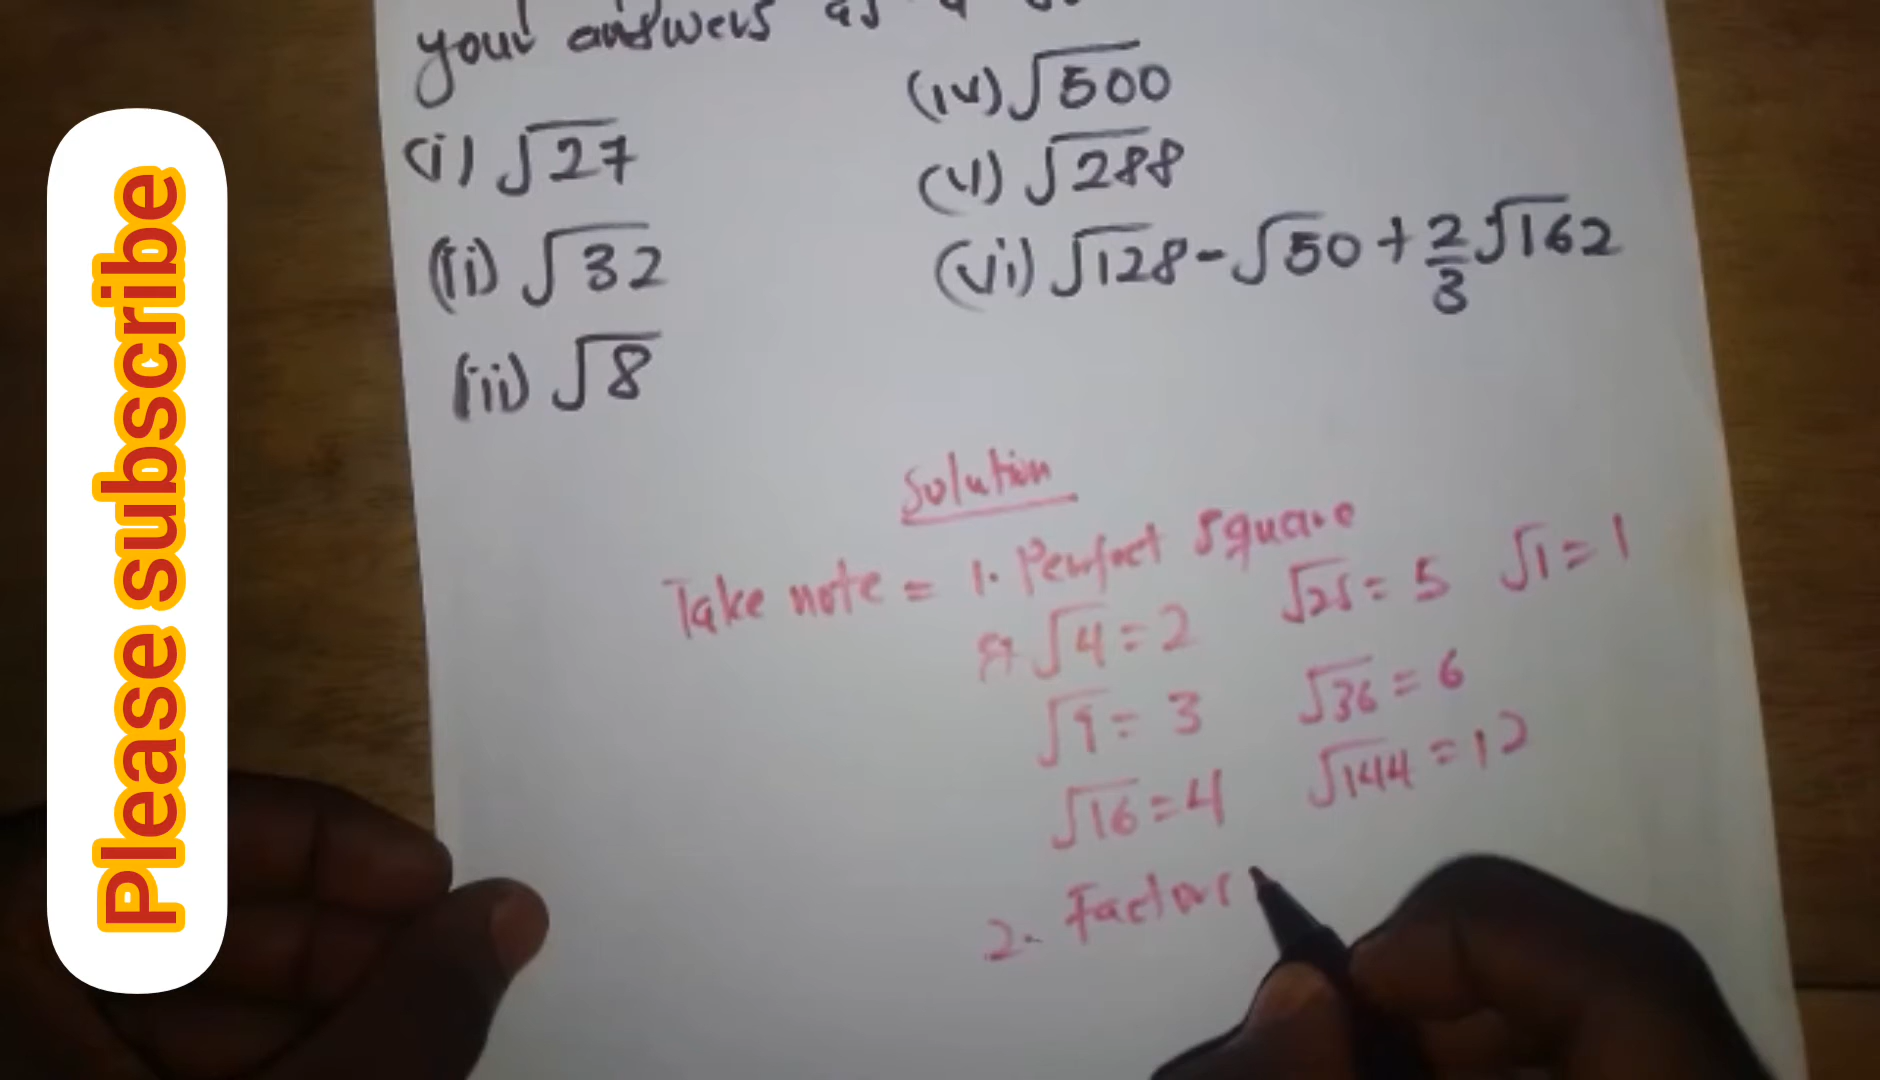 Please subscribe
your answers as a
(i) √27
(ii) √32
(iii) √8
(iv) √500
(v) √288
(vi) √128 - √50 + 2/3 √162
Solution
Take note = 1. Perfect Square
√4 = 2 √25 = 5 √1 = 1
√9 = 3 √36 = 6
√16 = 4 √144 = 12
2. Factor